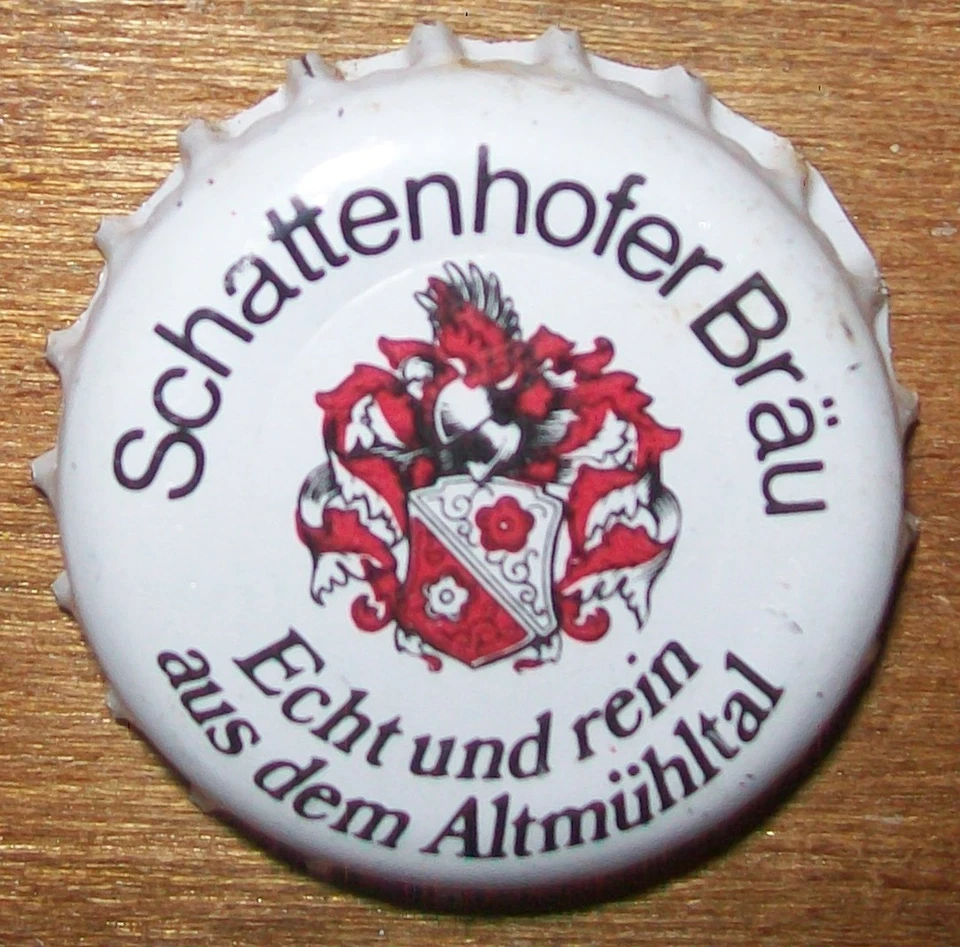 Schattenhofer Bräu
Echt und rein
aus dem Altmühltal